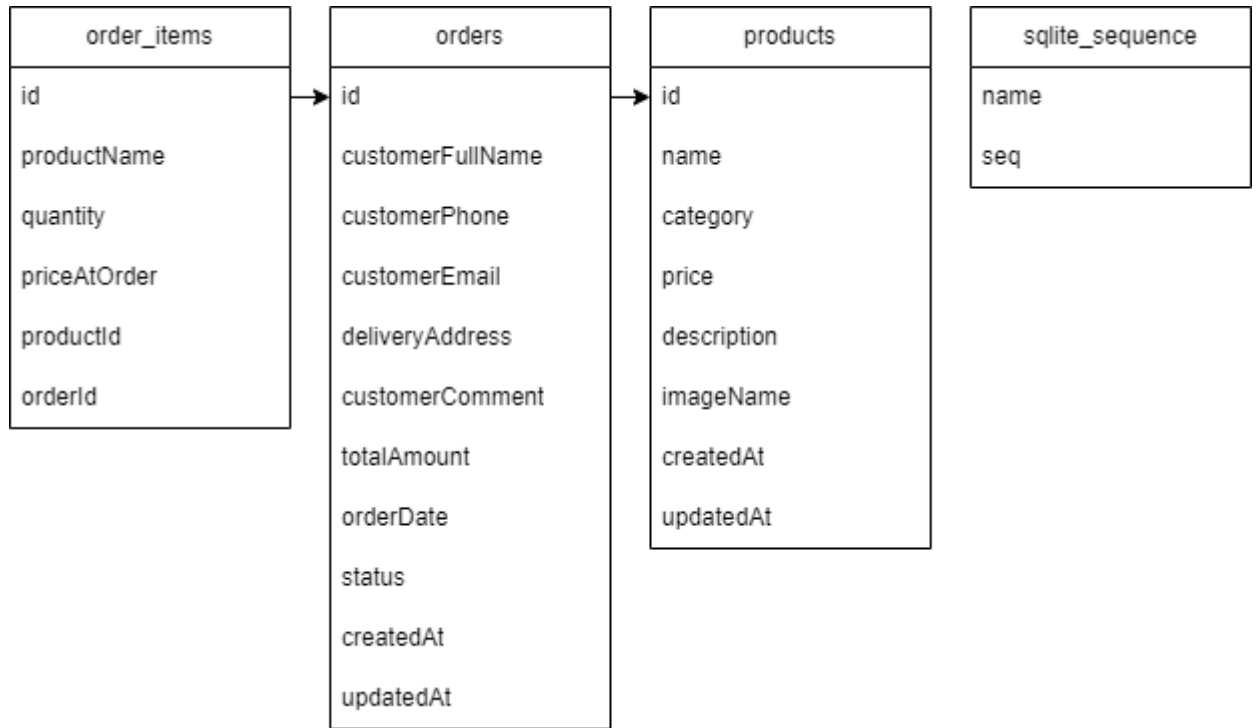 order_items
id
productName
quantity
priceAtOrder
productId
orderId
orders
id
customerFullName
customerPhone
customerEmail
deliveryAddress
customerComment
totalAmount
orderDate
status
createdAt
updatedAt
products
id
name
category
price
description
imageName
createdAt
updatedAt
sqlite_sequence
name
seq